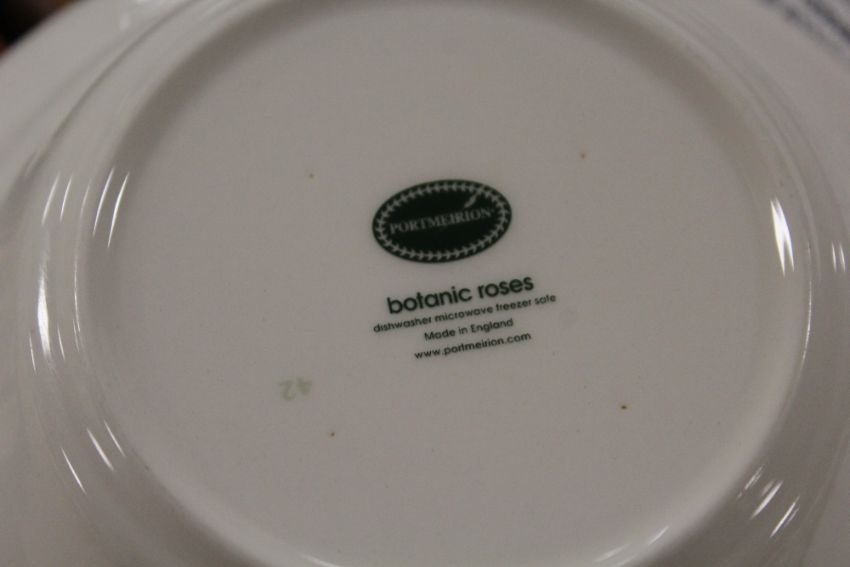 PORTMEIRION
botanic roses
dishwasher microwave freezer safe
Made in England
www.portmeirion.com
42